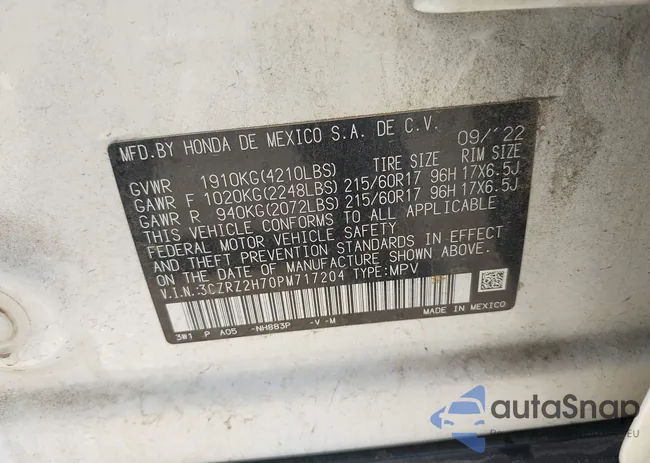 MFD.BY HONDA DE MEXICO S.A. DE C.V. 09/'22
GVWR 1910KG(4210LBS) TIRE SIZE RIM SIZE
GAWR F 1020KG(2248LBS) 215/60R17 96H 17X6.5J
GAWR R 940KG(2072LBS) 215/60R17 96H 17X6.5J
THIS VEHICLE CONFORMS TO ALL APPLICABLE
FEDERAL MOTOR VEHICLE SAFETY
AND THEFT PREVENTION STANDARDS IN EFFECT
ON THE DATE OF MANUFACTURE SHOWN ABOVE.
V.I.N.:3CZRZ2H70PM717204 TYPE:MPV
MADE IN MEXICO
3W1 P A05 -NH883P -V -M
autaSnap